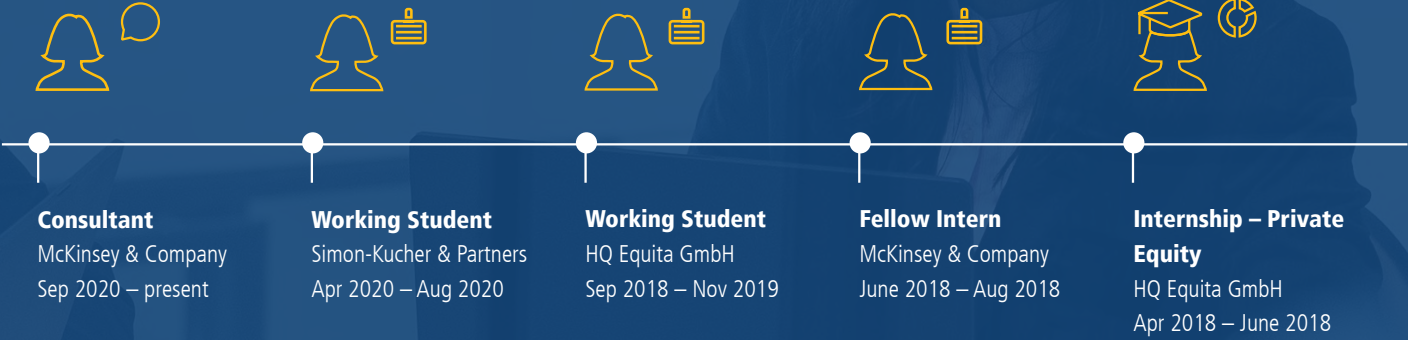 Consultant
McKinsey & Company
Sep 2020 – present
Working Student
Simon-Kucher & Partners
Apr 2020 – Aug 2020
Working Student
HQ Equita GmbH
Sep 2018 – Nov 2019
Fellow Intern
McKinsey & Company
June 2018 – Aug 2018
Internship – Private
Equity
HQ Equita GmbH
Apr 2018 – June 2018